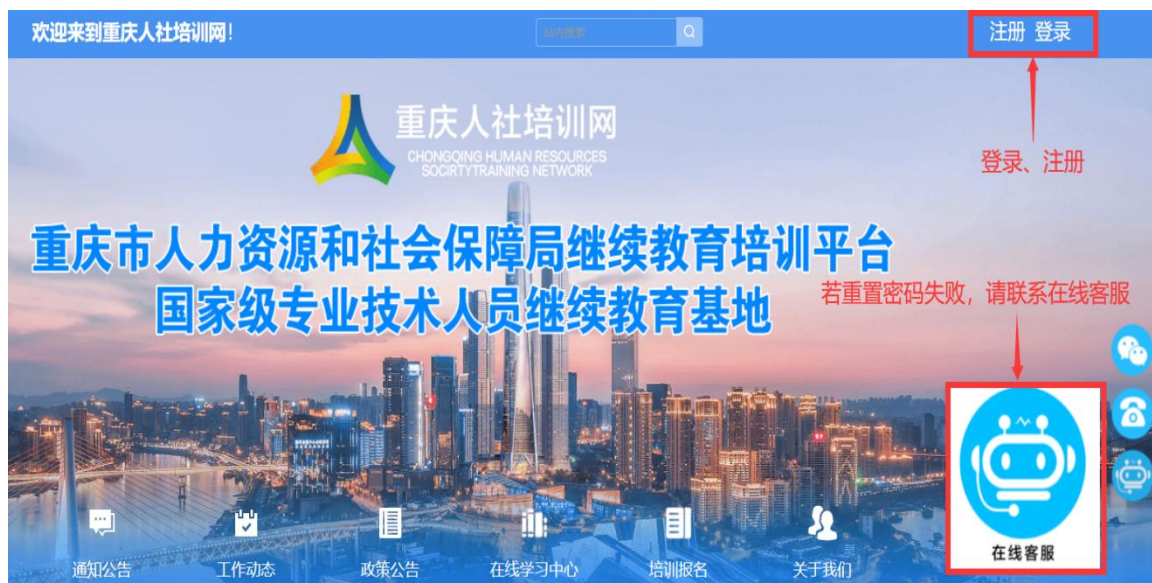 欢迎来到重庆人社培训网！
站内搜索
注册 登录
登录、注册
重庆人社培训网
CHONGQING HUMAN RESOURCES
SOCIRTYTRAINING NETWORK
重庆市人力资源和社会保障局继续教育培训平台
国家级专业技术人员继续教育基地
若重置密码失败，请联系在线客服
在线客服
通知公告 工作动态 政策公告 在线学习中心 培训报名 关于我们